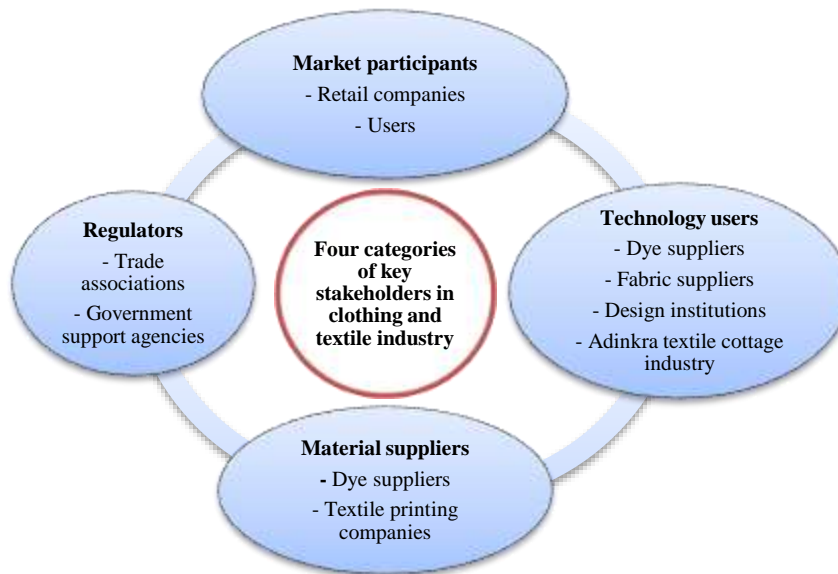 Market participants
- Retail companies
- Users
Regulators
- Trade
associations
- Government
support agencies
Four categories
of key
stakeholders in
clothing and
textile industry
Technology users
- Dye suppliers
- Fabric suppliers
- Design institutions
- Adinkra textile cottage
industry
Material suppliers
- Dye suppliers
- Textile printing
companies